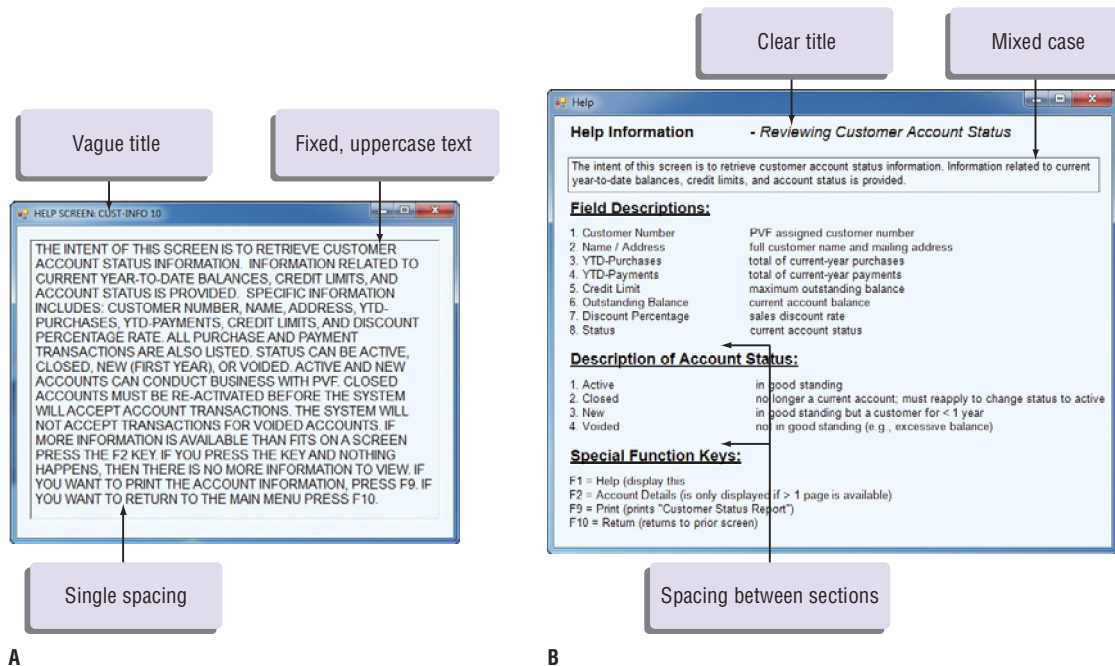 Vague title
Fixed, uppercase text
HELP SCREEN: CUST-INFO 10
THE INTENT OF THIS SCREEN IS TO RETRIEVE CUSTOMER
ACCOUNT STATUS INFORMATION. INFORMATION RELATED TO
CURRENT YEAR-TO-DATE BALANCES, CREDIT LIMITS, AND
ACCOUNT STATUS IS PROVIDED. SPECIFIC INFORMATION
INCLUDES: CUSTOMER NUMBER, NAME, ADDRESS, YTD-
PURCHASES, YTD-PAYMENTS, CREDIT LIMITS, AND DISCOUNT
PERCENTAGE RATE. ALL PURCHASE AND PAYMENT
TRANSACTIONS ARE ALSO LISTED. STATUS CAN BE ACTIVE,
CLOSED, NEW (FIRST YEAR), OR VOIDED. ACTIVE AND NEW
ACCOUNTS CAN CONDUCT BUSINESS WITH PVF. CLOSED
ACCOUNTS MUST BE RE-ACTIVATED BEFORE THE SYSTEM
WILL ACCEPT ACCOUNT TRANSACTIONS. THE SYSTEM WILL
NOT ACCEPT TRANSACTIONS FOR VOIDED ACCOUNTS. IF
MORE INFORMATION IS AVAILABLE THAN FITS ON A SCREEN
PRESS THE F2 KEY. IF YOU PRESS THE KEY AND NOTHING
HAPPENS, THEN THERE IS NO MORE INFORMATION TO VIEW. IF
YOU WANT TO PRINT THE ACCOUNT INFORMATION, PRESS F9. IF
YOU WANT TO RETURN TO THE MAIN MENU PRESS F10.
Single spacing
A
Clear title
Mixed case
Help
Help Information - Reviewing Customer Account Status
The intent of this screen is to retrieve customer account status information. Information related to current
year-to-date balances, credit limits, and account status is provided.
Field Descriptions:
1. Customer Number PVF assigned customer number
2. Name / Address full customer name and mailing address
3. YTD-Purchases total of current-year purchases
4. YTD-Payments total of current-year payments
5. Credit Limit maximum outstanding balance
6. Outstanding Balance current account balance
7. Discount Percentage sales discount rate
8. Status current account status
Description of Account Status:
1. Active in good standing
2. Closed no longer a current account; must reapply to change status to active
3. New in good standing but a customer for < 1 year
4. Voided not in good standing (e.g., excessive balance)
Special Function Keys:
F1 = Help (display this
F2 = Account Details (is only displayed if > 1 page is available)
F9 = Print (prints "Customer Status Report")
F10 = Return (returns to prior screen)
Spacing between sections
B